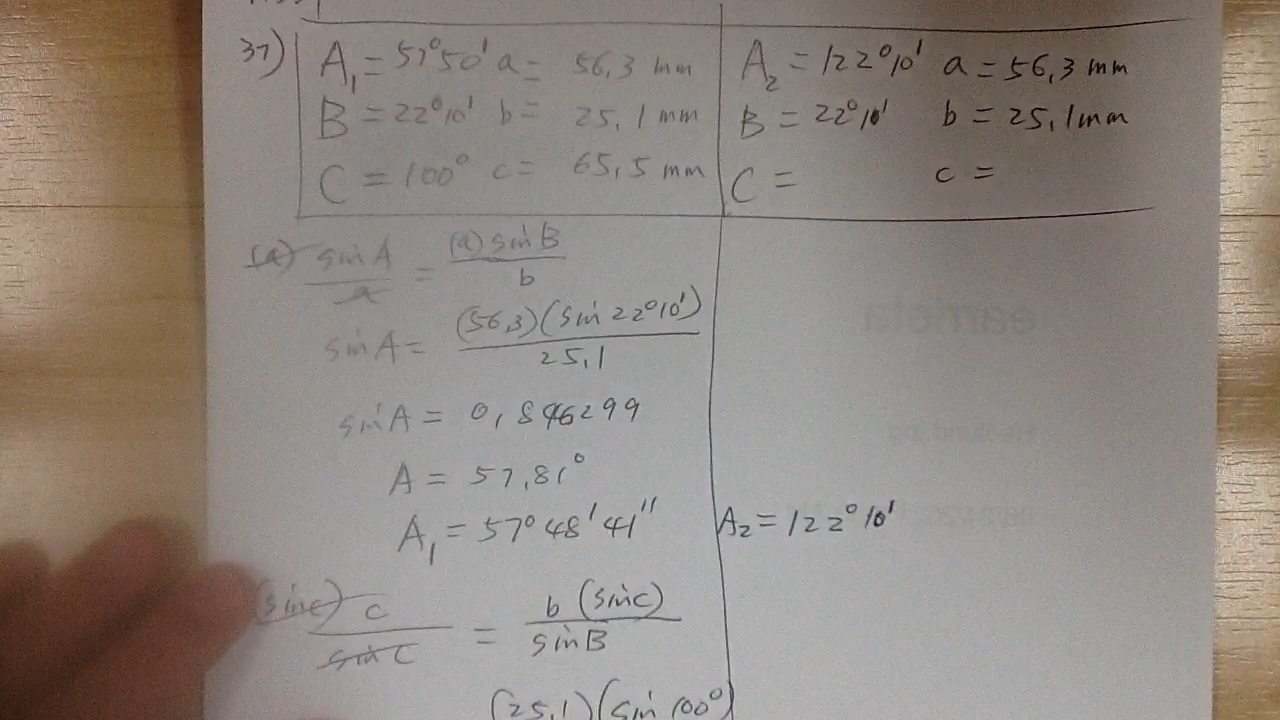 37) A₁ = 57°50' a = 56,3 mm A₂ = 122°10' a = 56,3 mm
B = 22°10' b = 25,1 mm B = 22°10' b = 25,1 mm
C = 100° c = 65,5 mm C = c =
(a) sin A / a = (a) sin B / b
sin A = (56,3)(sin 22°10') / 25,1
sin A = 0,846299
A = 57,81°
A₁ = 57°48'41" A₂ = 122°10'
(sin c) c / sin C = b (sin c) / sin B
(25,1)(sin 100°)